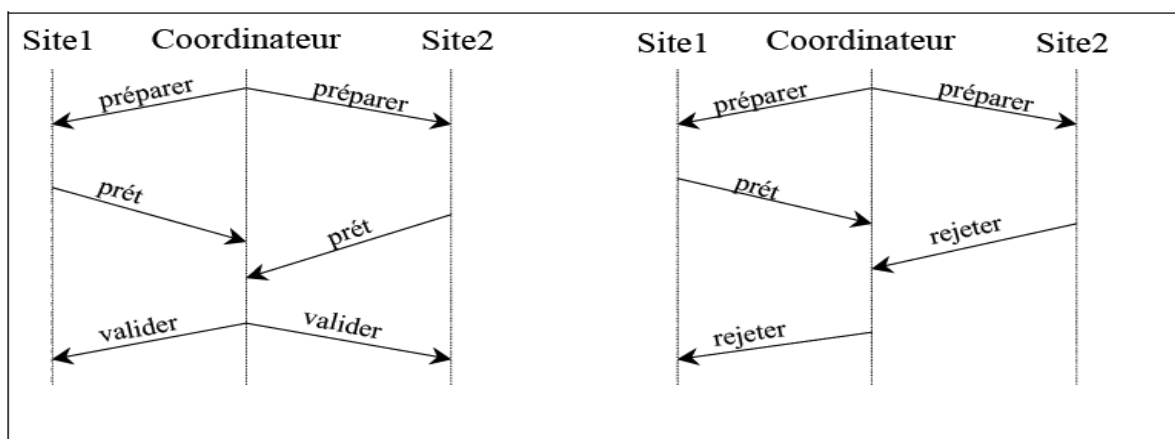 Site1 Coordinateur Site2
préparer préparer
prét
prét
valider valider
Site1 Coordinateur Site2
préparer préparer
prét
rejeter
rejeter